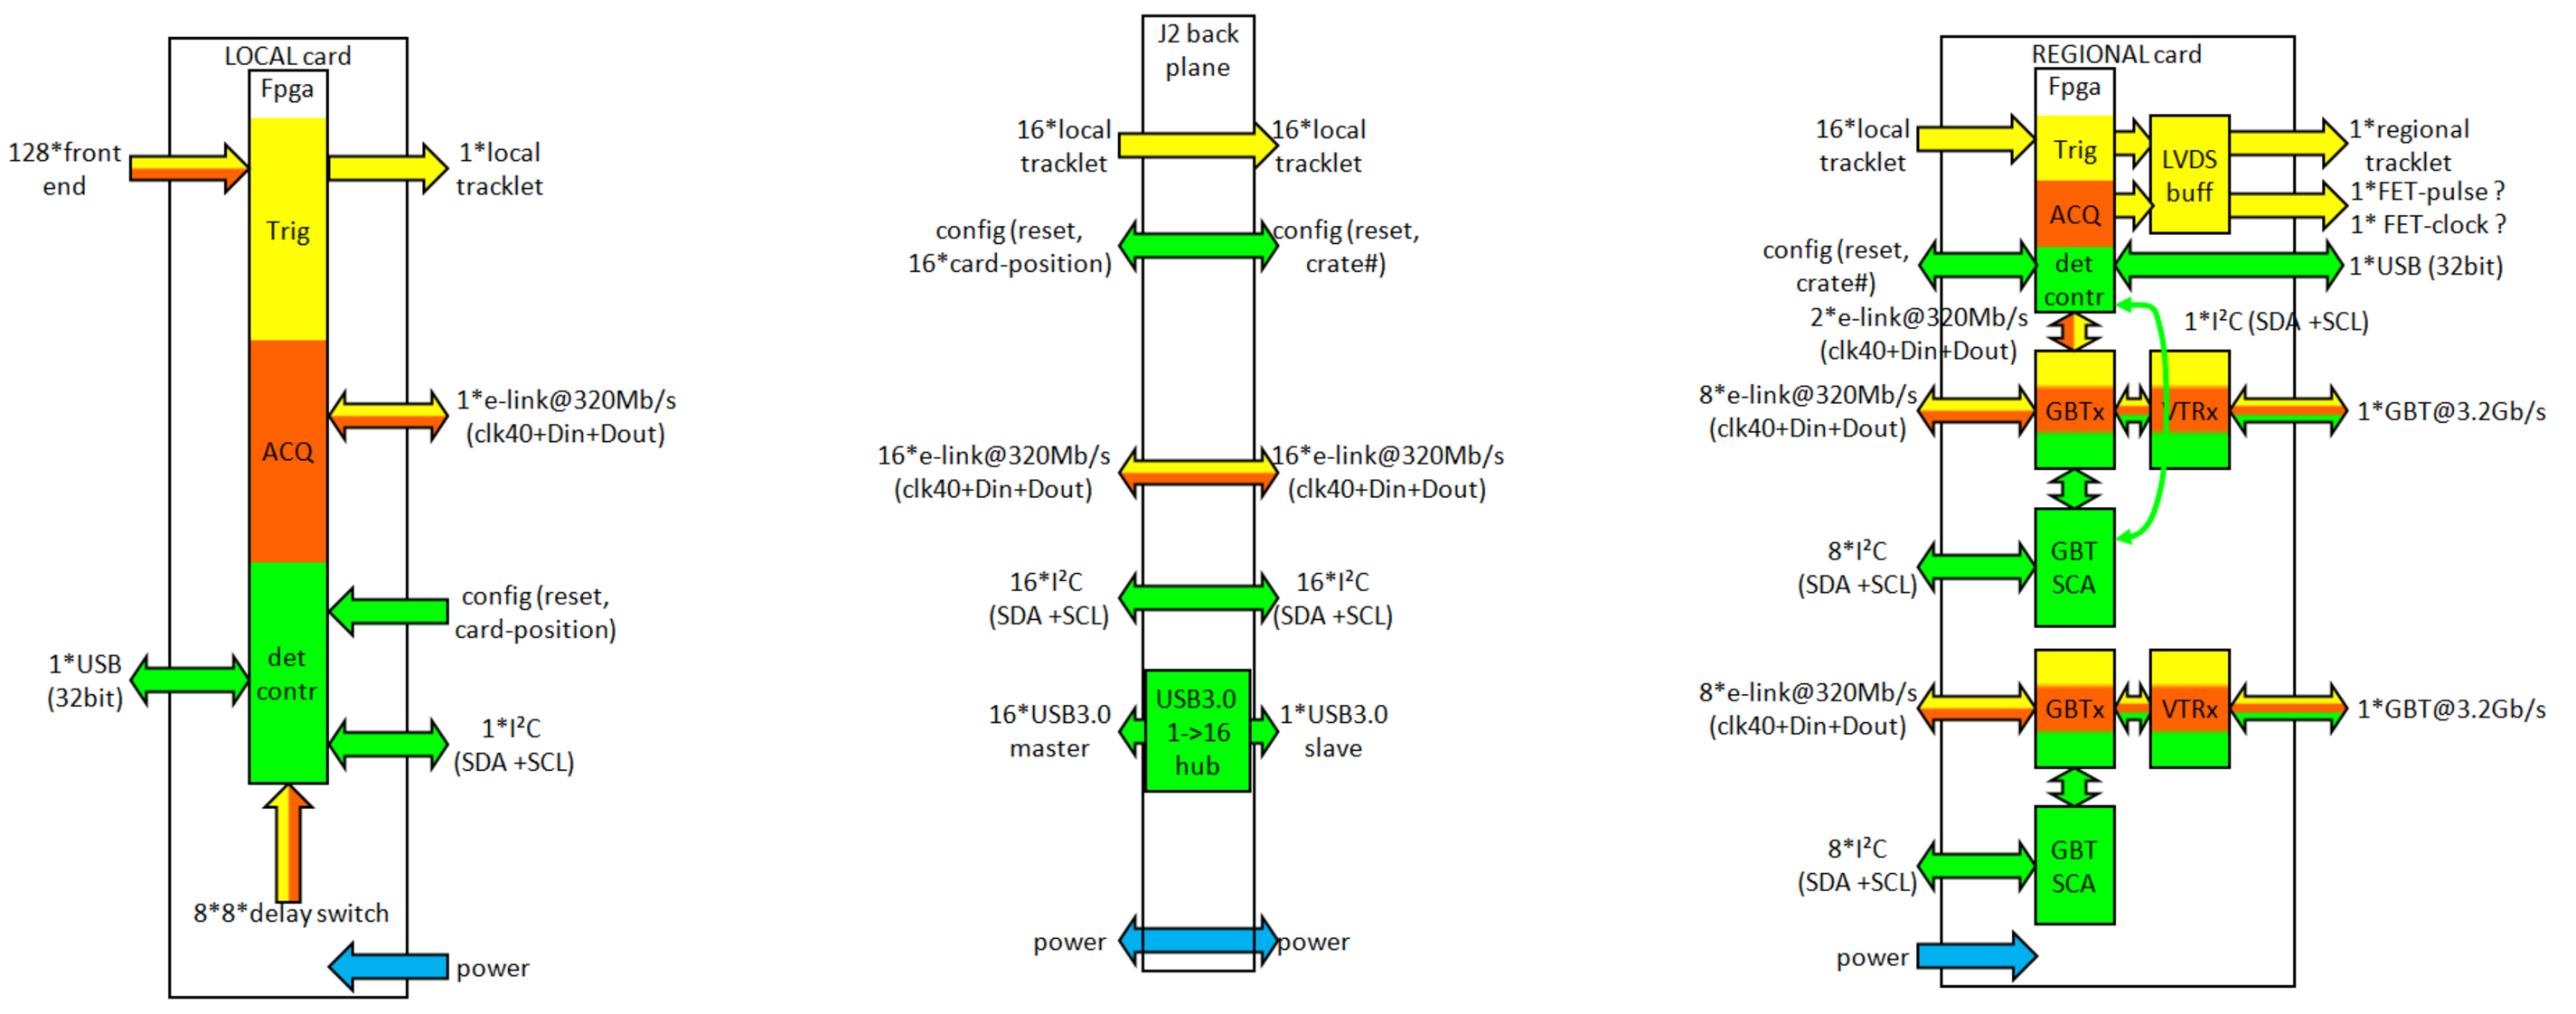 LOCAL card
Fpga
128*front
end
Trig
1*local
tracklet
ACQ
1*e-link@320Mb/s
(clk40+Din+Dout)
config (reset,
card-position)
det
contr
1*USB
(32bit)
1*I²C
(SDA +SCL)
8*8*delay switch
power
J2 back
plane
16*local
tracklet
16*local
tracklet
config (reset,
16*card-position)
config (reset,
crate#)
16*e-link@320Mb/s
(clk40+Din+Dout)
16*e-link@320Mb/s
(clk40+Din+Dout)
16*I²C
(SDA +SCL)
16*I²C
(SDA +SCL)
16*USB3.0
master
USB3.0
1->16
hub
1*USB3.0
slave
power
power
REGIONAL card
Fpga
16*local
tracklet
Trig
LVDS
buff
1*regional
tracklet
ACQ
1*FET-pulse ?
1* FET-clock ?
config (reset,
crate#)
det
contr
1*USB (32bit)
2*e-link@320Mb/s
(clk40+Din+Dout)
1*I²C (SDA +SCL)
8*e-link@320Mb/s
(clk40+Din+Dout)
GBTx
VTRx
1*GBT@3.2Gb/s
8*I²C
(SDA +SCL)
GBT
SCA
8*e-link@320Mb/s
(clk40+Din+Dout)
GBTx
VTRx
1*GBT@3.2Gb/s
8*I²C
(SDA +SCL)
GBT
SCA
power